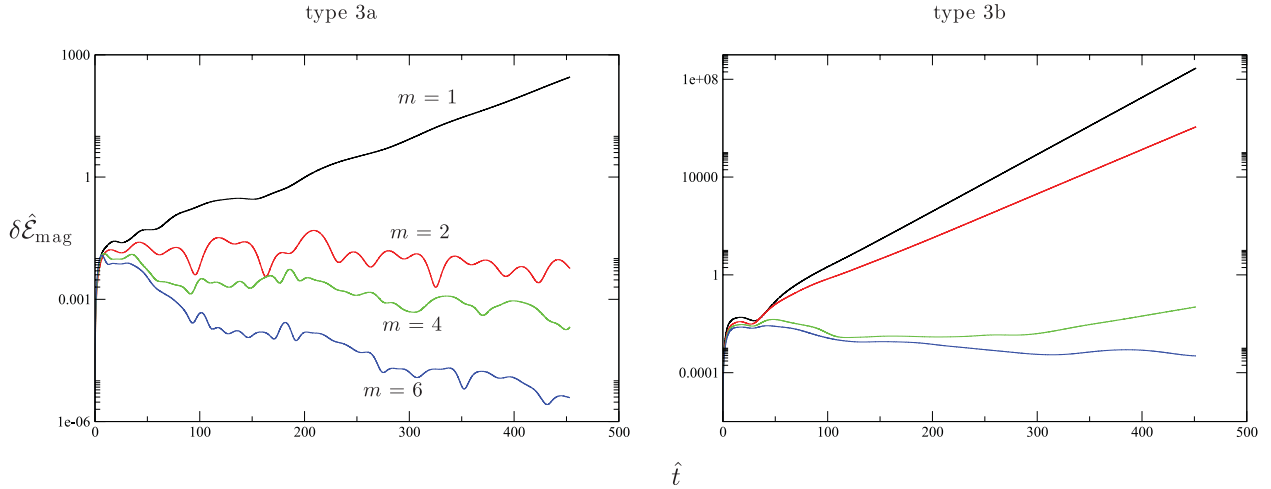 type 3a
type 3b
1000
1
0.001
1e-06
δℰ̂mag
m = 1
m = 2
m = 4
m = 6
0
100
200
300
400
500
1e+08
10000
1
0.0001
0
100
200
300
400
500
t̂